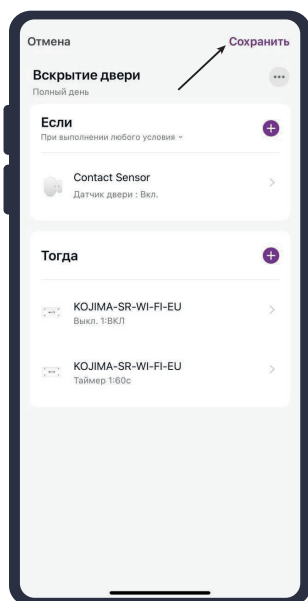 Отмена
Сохранить
Вскрытие двери
Полный день
Если
При выполнении любого условия
Contact Sensor
Датчик двери : Вкл.
Тогда
KOJIMA-SR-WI-FI-EU
Выкл. 1:ВКЛ
KOJIMA-SR-WI-FI-EU
Таймер 1:60с